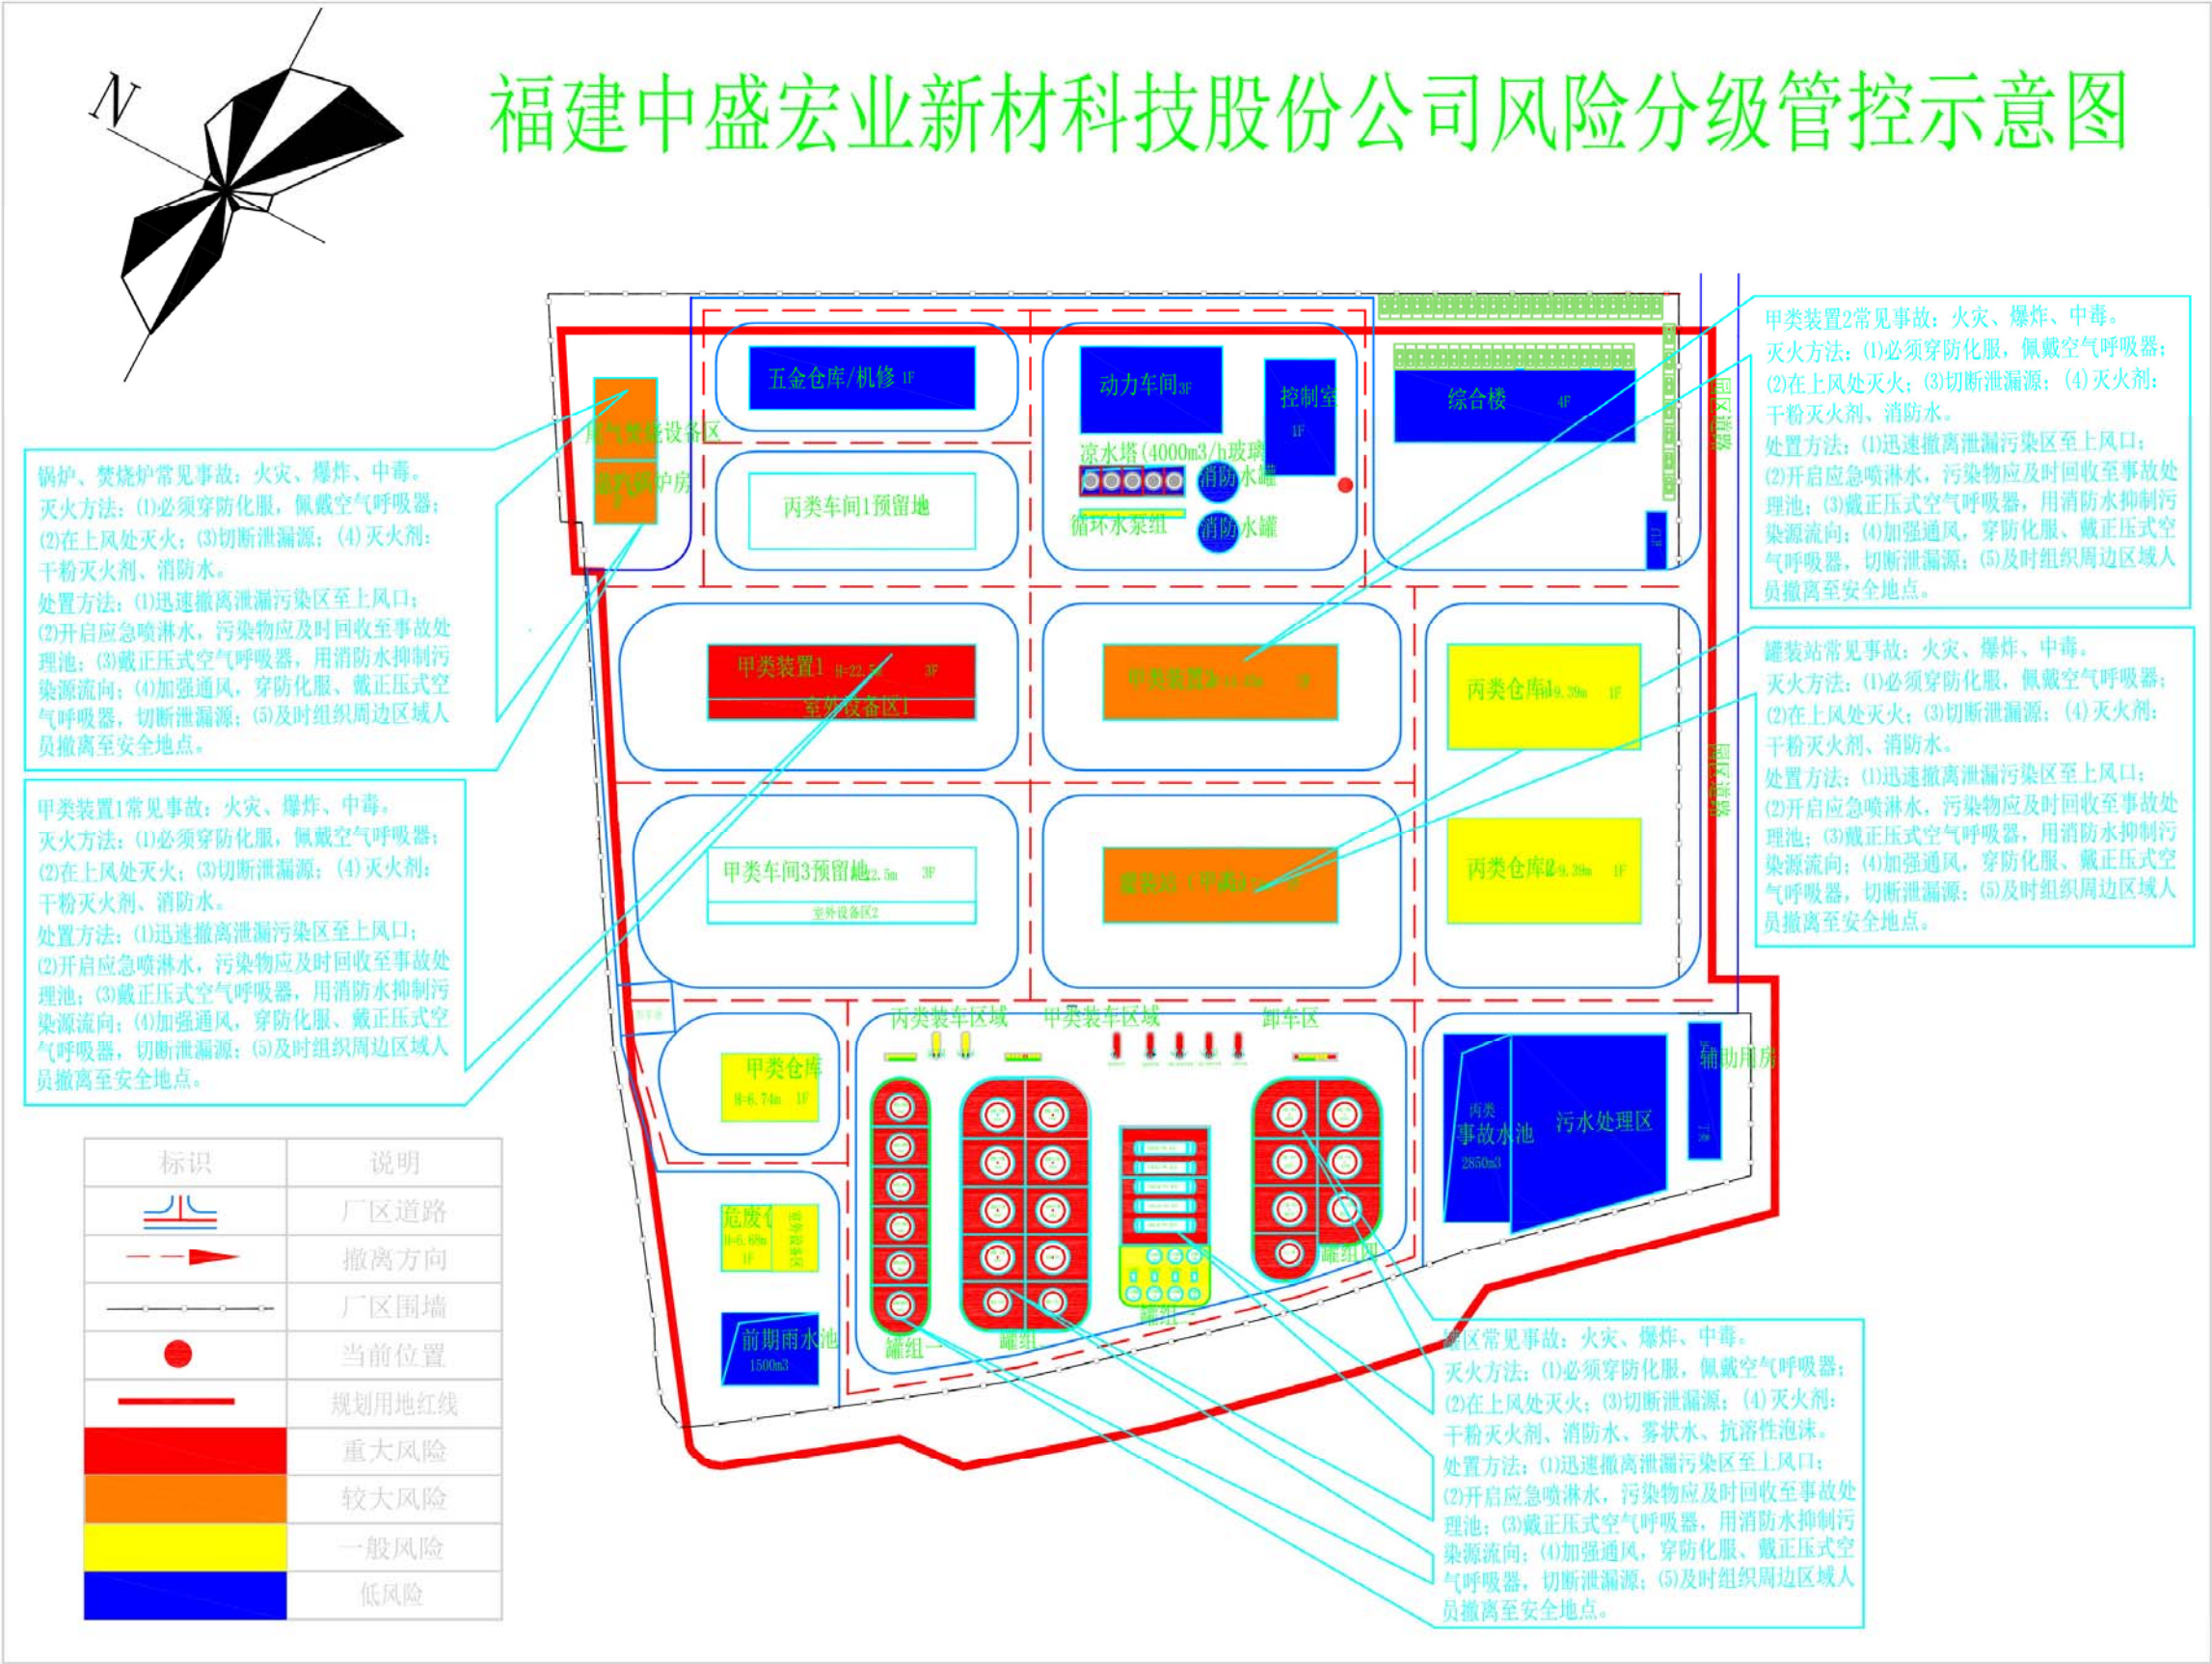 福建中盛宏业新材科技股份公司风险分级管控示意图
N
锅炉、焚烧炉常见事故：火灾、爆炸、中毒。
灭火方法：⑴必须穿防化服，佩戴空气呼吸器；
⑵在上风处灭火；⑶切断泄漏源；(4)灭火剂：
干粉灭火剂、消防水。
处置方法：⑴迅速撤离泄漏污染区至上风口；
⑵开启应急喷淋水，污染物应及时回收至事故处
理池；⑶戴正压式空气呼吸器，用消防水抑制污
染源流向；⑷加强通风，穿防化服、戴正压式空
气呼吸器，切断泄漏源；⑸及时组织周边区域人
员撤离至安全地点。
甲类装置1常见事故：火灾、爆炸、中毒。
灭火方法：⑴必须穿防化服，佩戴空气呼吸器；
⑵在上风处灭火；⑶切断泄漏源；(4)灭火剂：
干粉灭火剂、消防水。
处置方法：⑴迅速撤离泄漏污染区至上风口；
⑵开启应急喷淋水，污染物应及时回收至事故处
理池；⑶戴正压式空气呼吸器，用消防水抑制污
染源流向；⑷加强通风，穿防化服、戴正压式空
气呼吸器，切断泄漏源；⑸及时组织周边区域人
员撤离至安全地点。
标识 说明
厂区道路
撤离方向
厂区围墙
当前位置
规划用地红线
重大风险
较大风险
一般风险
低风险
五金仓库/机修 1F
动力车间3F
控制室
1F
综合楼 4F
凉水塔(4000m3/h玻璃
消防水罐
循环水泵组
消防水罐
丙类车间1预留地
园区道路
甲类装置1 H=22.5 3F
室外设备区1
丙类仓库1 9.39m 1F
园区道路
甲类车间3预留地 22.5m 3F
室外设备区2
丙类仓库2 9.39m 1F
丙类装车区域
甲类装车区域
卸车区
甲类仓库
H=6.74m 1F
危废
H=6.68m
1F
室外设备区
前期雨水池
1500m3
罐组一
罐组
罐组
罐组四
丙类
事故水池
2850m3
污水处理区
辅助用房
甲类装置2常见事故：火灾、爆炸、中毒。
灭火方法：⑴必须穿防化服，佩戴空气呼吸器；
⑵在上风处灭火；⑶切断泄漏源；(4)灭火剂：
干粉灭火剂、消防水。
处置方法：⑴迅速撤离泄漏污染区至上风口；
⑵开启应急喷淋水，污染物应及时回收至事故处
理池；⑶戴正压式空气呼吸器，用消防水抑制污
染源流向；⑷加强通风，穿防化服、戴正压式空
气呼吸器，切断泄漏源；⑸及时组织周边区域人
员撤离至安全地点。
罐装站常见事故：火灾、爆炸、中毒。
灭火方法：⑴必须穿防化服，佩戴空气呼吸器；
⑵在上风处灭火；⑶切断泄漏源；(4)灭火剂：
干粉灭火剂、消防水。
处置方法：⑴迅速撤离泄漏污染区至上风口；
⑵开启应急喷淋水，污染物应及时回收至事故处
理池；⑶戴正压式空气呼吸器，用消防水抑制污
染源流向；⑷加强通风，穿防化服、戴正压式空
气呼吸器，切断泄漏源；⑸及时组织周边区域人
员撤离至安全地点。
罐区常见事故：火灾、爆炸、中毒。
灭火方法：⑴必须穿防化服，佩戴空气呼吸器；
⑵在上风处灭火；⑶切断泄漏源；(4)灭火剂：
干粉灭火剂、消防水、雾状水、抗溶性泡沫。
处置方法：⑴迅速撤离泄漏污染区至上风口；
⑵开启应急喷淋水，污染物应及时回收至事故处
理池；⑶戴正压式空气呼吸器，用消防水抑制污
染源流向；⑷加强通风，穿防化服、戴正压式空
气呼吸器，切断泄漏源；⑸及时组织周边区域人
员撤离至安全地点。